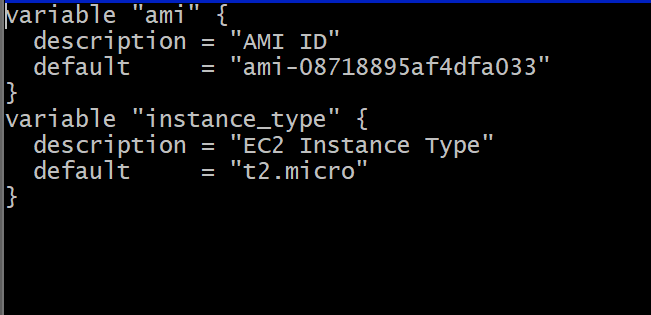 variable "ami" {
  description = "AMI ID"
  default     = "ami-08718895af4dfa033"
}
variable "instance_type" {
  description = "EC2 Instance Type"
  default     = "t2.micro"
}